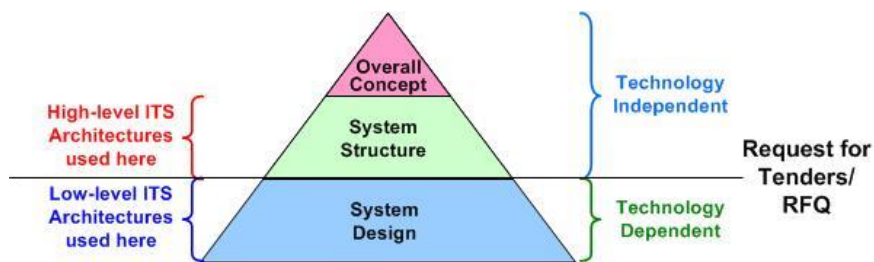 Overall
Concept
High-level ITS
Architectures
used here
System
Structure
Technology
Independent
Request for
Tenders/
RFQ
Low-level ITS
Architectures
used here
System
Design
Technology
Dependent